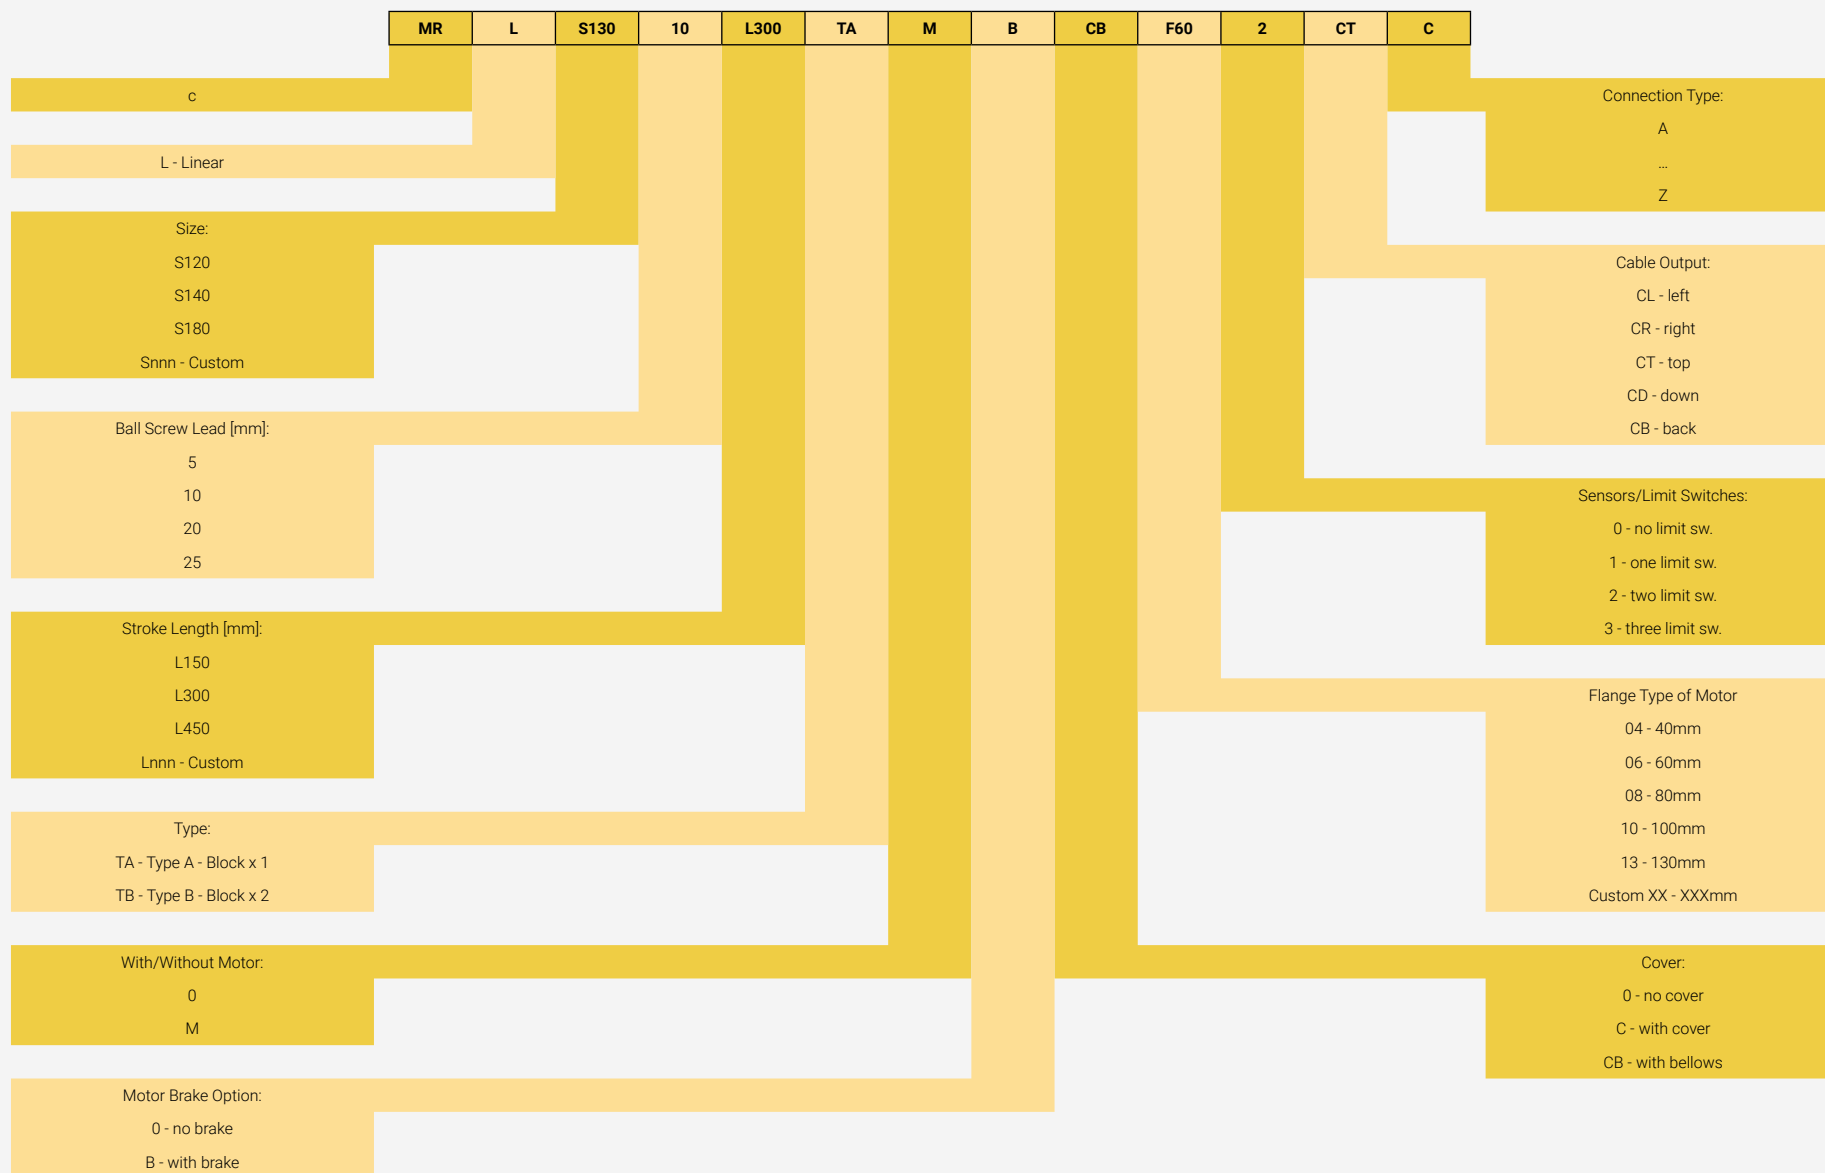 MR L S130 10 L300 TA M B CB F60 2 CT C
c
L - Linear
Size:
S120
S140
S180
Snnn - Custom
Ball Screw Lead [mm]:
5
10
20
25
Stroke Length [mm]:
L150
L300
L450
Lnnn - Custom
Type:
TA - Type A - Block x 1
TB - Type B - Block x 2
With/Without Motor:
0
M
Motor Brake Option:
0 - no brake
B - with brake
Connection Type:
A
...
Z
Cable Output:
CL - left
CR - right
CT - top
CD - down
CB - back
Sensors/Limit Switches:
0 - no limit sw.
1 - one limit sw.
2 - two limit sw.
3 - three limit sw.
Flange Type of Motor
04 - 40mm
06 - 60mm
08 - 80mm
10 - 100mm
13 - 130mm
Custom XX - XXXmm
Cover:
0 - no cover
C - with cover
CB - with bellows